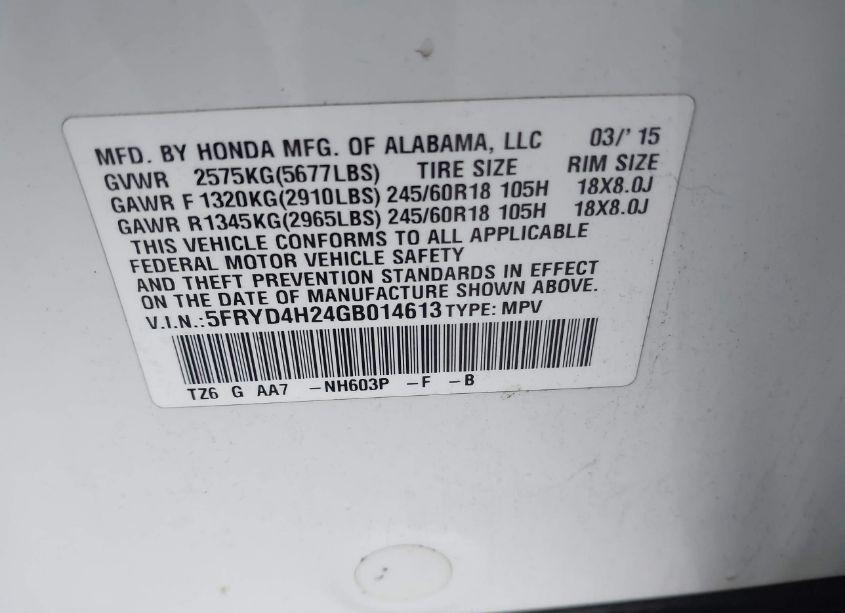 MFD. BY HONDA MFG. OF ALABAMA, LLC 03/' 15
GVWR 2575KG(5677LBS) TIRE SIZE RIM SIZE
GAWR F 1320KG(2910LBS) 245/60R18 105H 18X8.0J
GAWR R1345KG(2965LBS) 245/60R18 105H 18X8.0J
THIS VEHICLE CONFORMS TO ALL APPLICABLE
FEDERAL MOTOR VEHICLE SAFETY
AND THEFT PREVENTION STANDARDS IN EFFECT
ON THE DATE OF MANUFACTURE SHOWN ABOVE.
V.I.N.:5FRYD4H24GB014613 TYPE: MPV
TZ6 G AA7 -NH603P -F -B